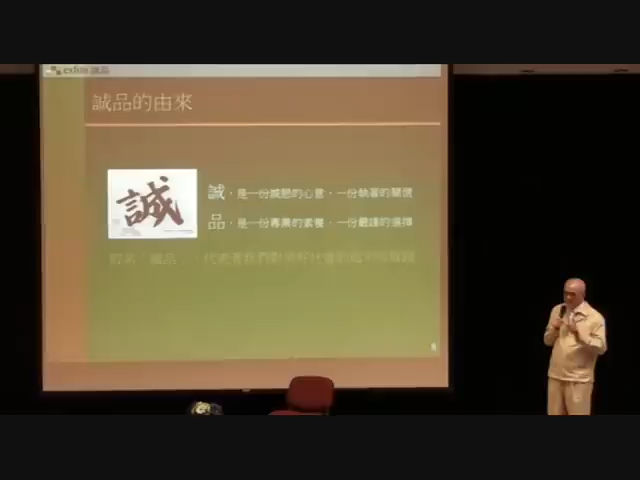 誠品
誠品的由來
誠
誠,是一份誠懇的心意,一份執著的關懷
品,是一份專業的素養,一份嚴謹的選擇
8